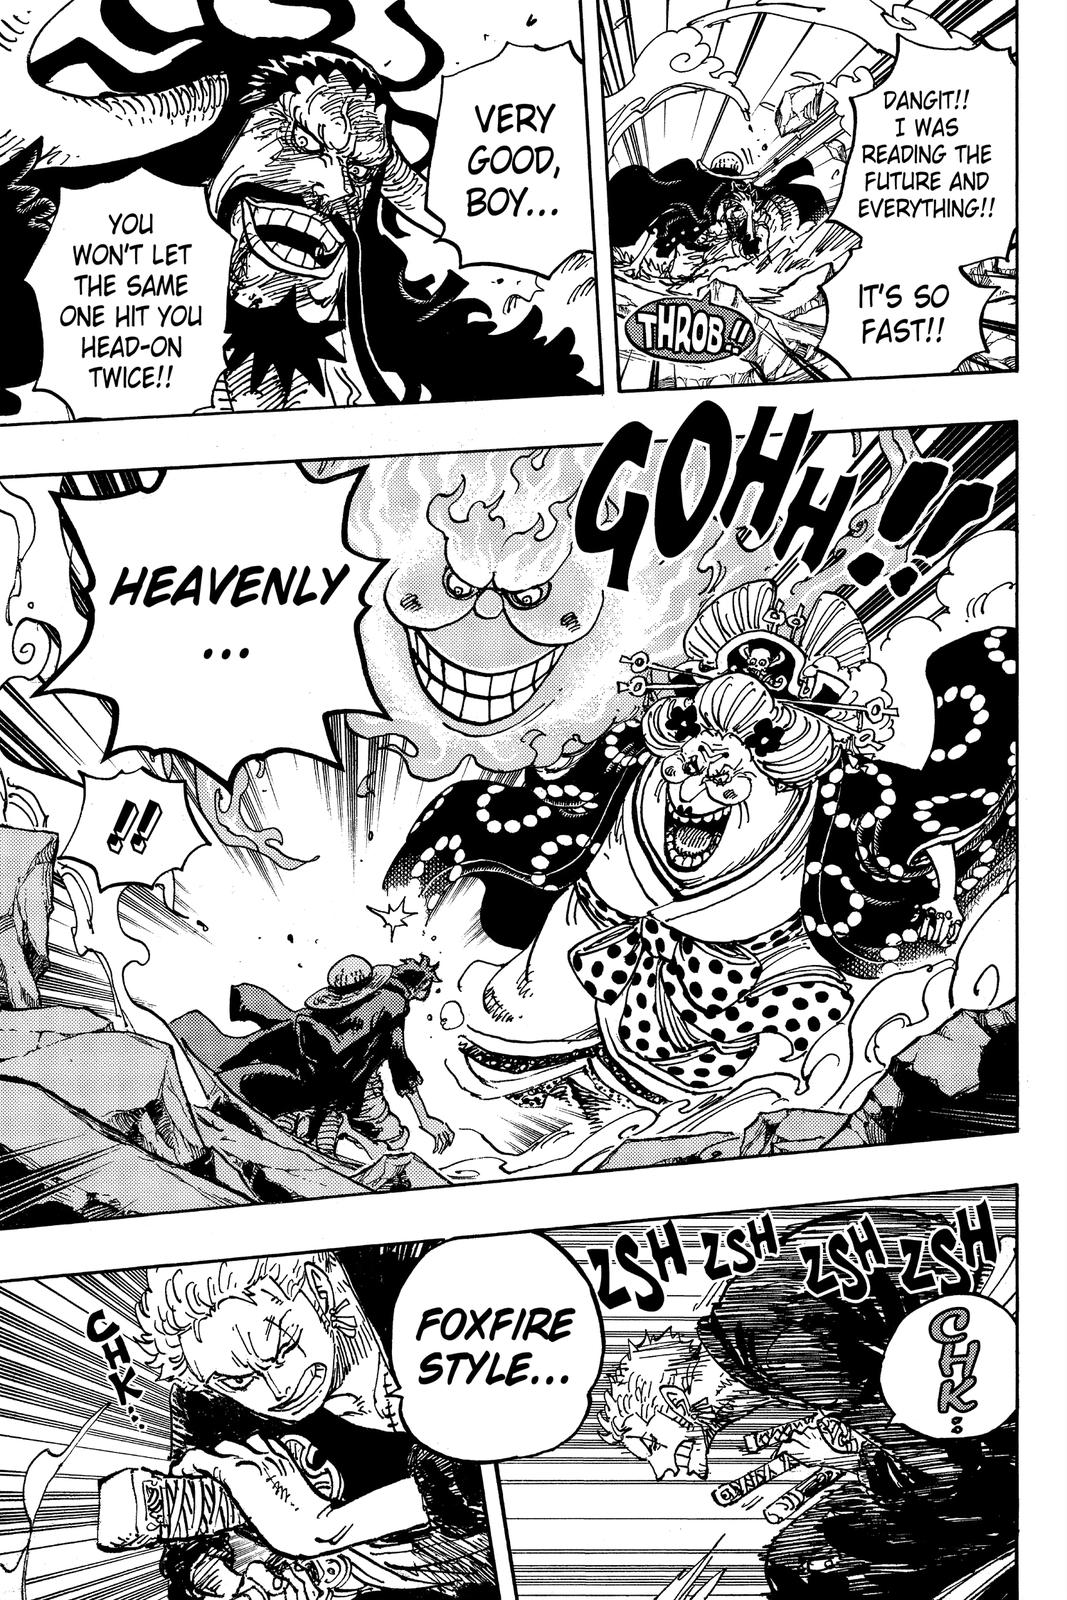 DANGIT!!
I WAS
READING THE
FUTURE AND
EVERYTHING!!
IT'S SO
FAST!!
THROB!!
VERY
GOOD,
BOY...
YOU
WON'T LET
THE SAME
ONE HIT YOU
HEAD-ON
TWICE!!
GOHH!!
HEAVENLY
...
!!
ZSH ZSH ZSH ZSH
CHK...
FOXFIRE
STYLE...
CHK...